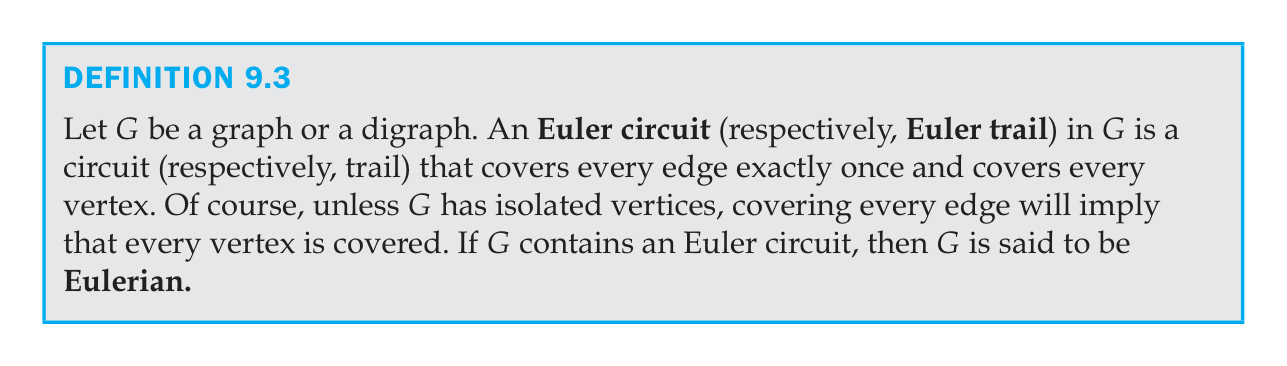 DEFINITION 9.3
Let G be a graph or a digraph. An Euler circuit (respectively, Euler trail) in G is a
circuit (respectively, trail) that covers every edge exactly once and covers every
vertex. Of course, unless G has isolated vertices, covering every edge will imply
that every vertex is covered. If G contains an Euler circuit, then G is said to be
Eulerian.